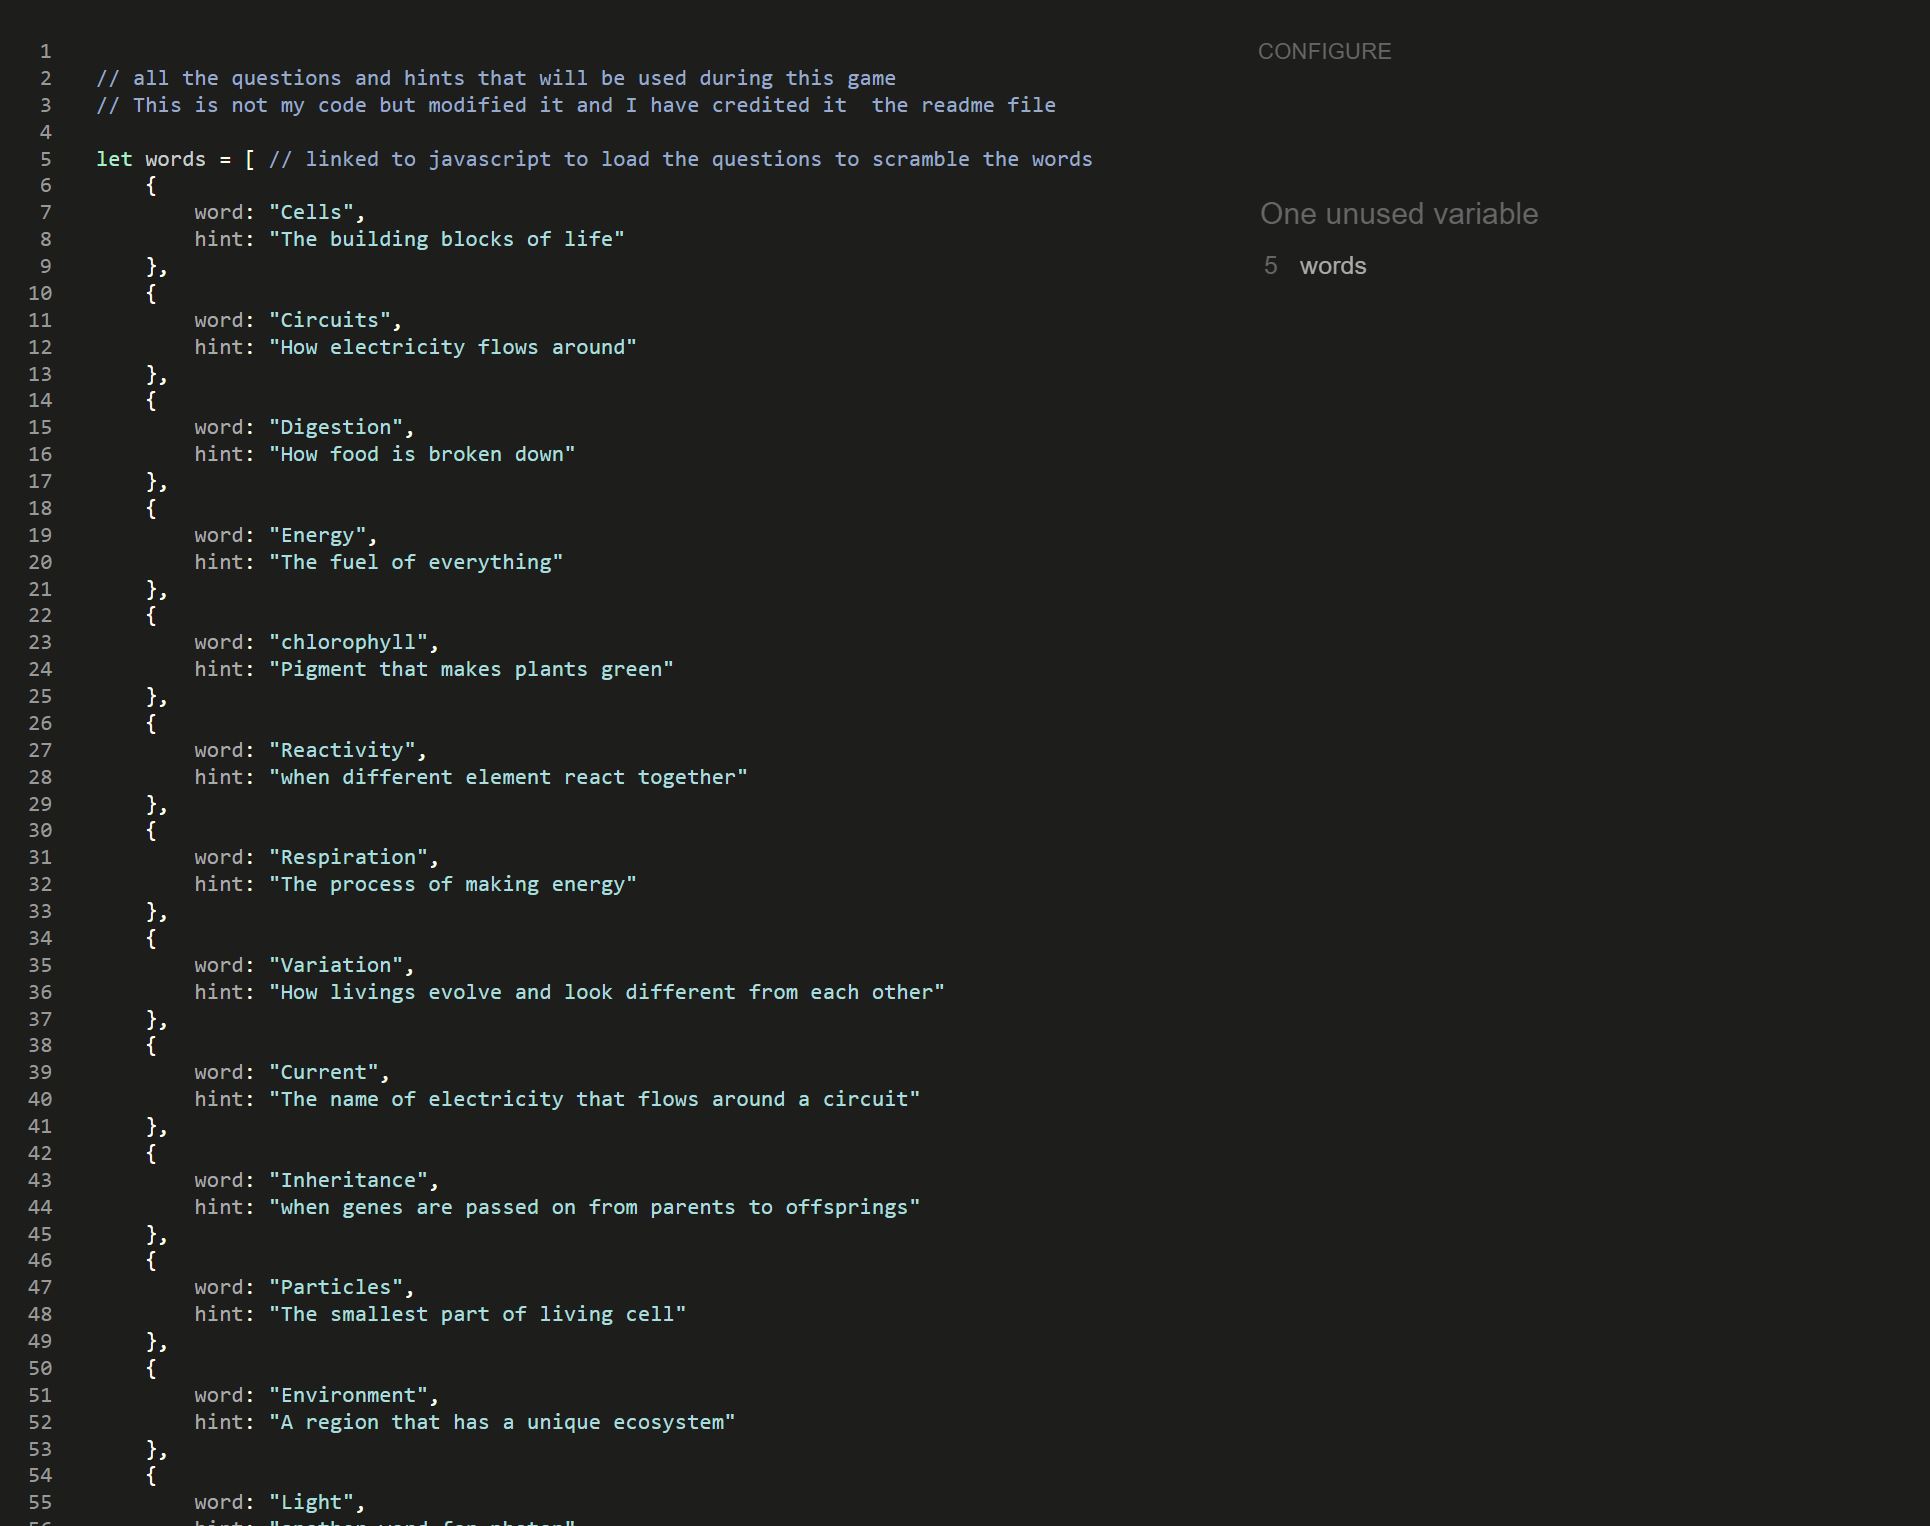 CONFIGURE
1
2 // all the questions and hints that will be used during this game
3 // This is not my code but modified it and I have credited it  the readme file
4
5 let words = [ // linked to javascript to load the questions to scramble the words
6 {
7 word: "Cells",
8 hint: "The building blocks of life"
9 },
10 {
11 word: "Circuits",
12 hint: "How electricity flows around"
13 },
14 {
15 word: "Digestion",
16 hint: "How food is broken down"
17 },
18 {
19 word: "Energy",
20 hint: "The fuel of everything"
21 },
22 {
23 word: "chlorophyll",
24 hint: "Pigment that makes plants green"
25 },
26 {
27 word: "Reactivity",
28 hint: "when different element react together"
29 },
30 {
31 word: "Respiration",
32 hint: "The process of making energy"
33 },
34 {
35 word: "Variation",
36 hint: "How livings evolve and look different from each other"
37 },
38 {
39 word: "Current",
40 hint: "The name of electricity that flows around a circuit"
41 },
42 {
43 word: "Inheritance",
44 hint: "when genes are passed on from parents to offsprings"
45 },
46 {
47 word: "Particles",
48 hint: "The smallest part of living cell"
49 },
50 {
51 word: "Environment",
52 hint: "A region that has a unique ecosystem"
53 },
54 {
55 word: "Light",
One unused variable
5 words